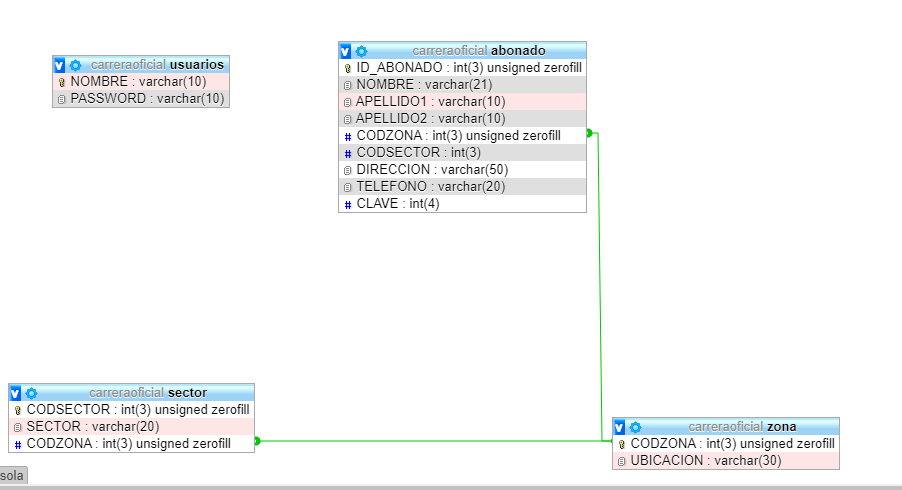 carreraoficial usuarios
NOMBRE : varchar(10)
PASSWORD : varchar(10)
carreraoficial abonado
ID_ABONADO : int(3) unsigned zerofill
NOMBRE : varchar(21)
APELLIDO1 : varchar(10)
APELLIDO2 : varchar(10)
CODZONA : int(3) unsigned zerofill
CODSECTOR : int(3)
DIRECCION : varchar(50)
TELEFONO : varchar(20)
CLAVE : int(4)
carreraoficial sector
CODSECTOR : int(3) unsigned zerofill
SECTOR : varchar(20)
CODZONA : int(3) unsigned zerofill
carreraoficial zona
CODZONA : int(3) unsigned zerofill
UBICACION : varchar(30)
sola